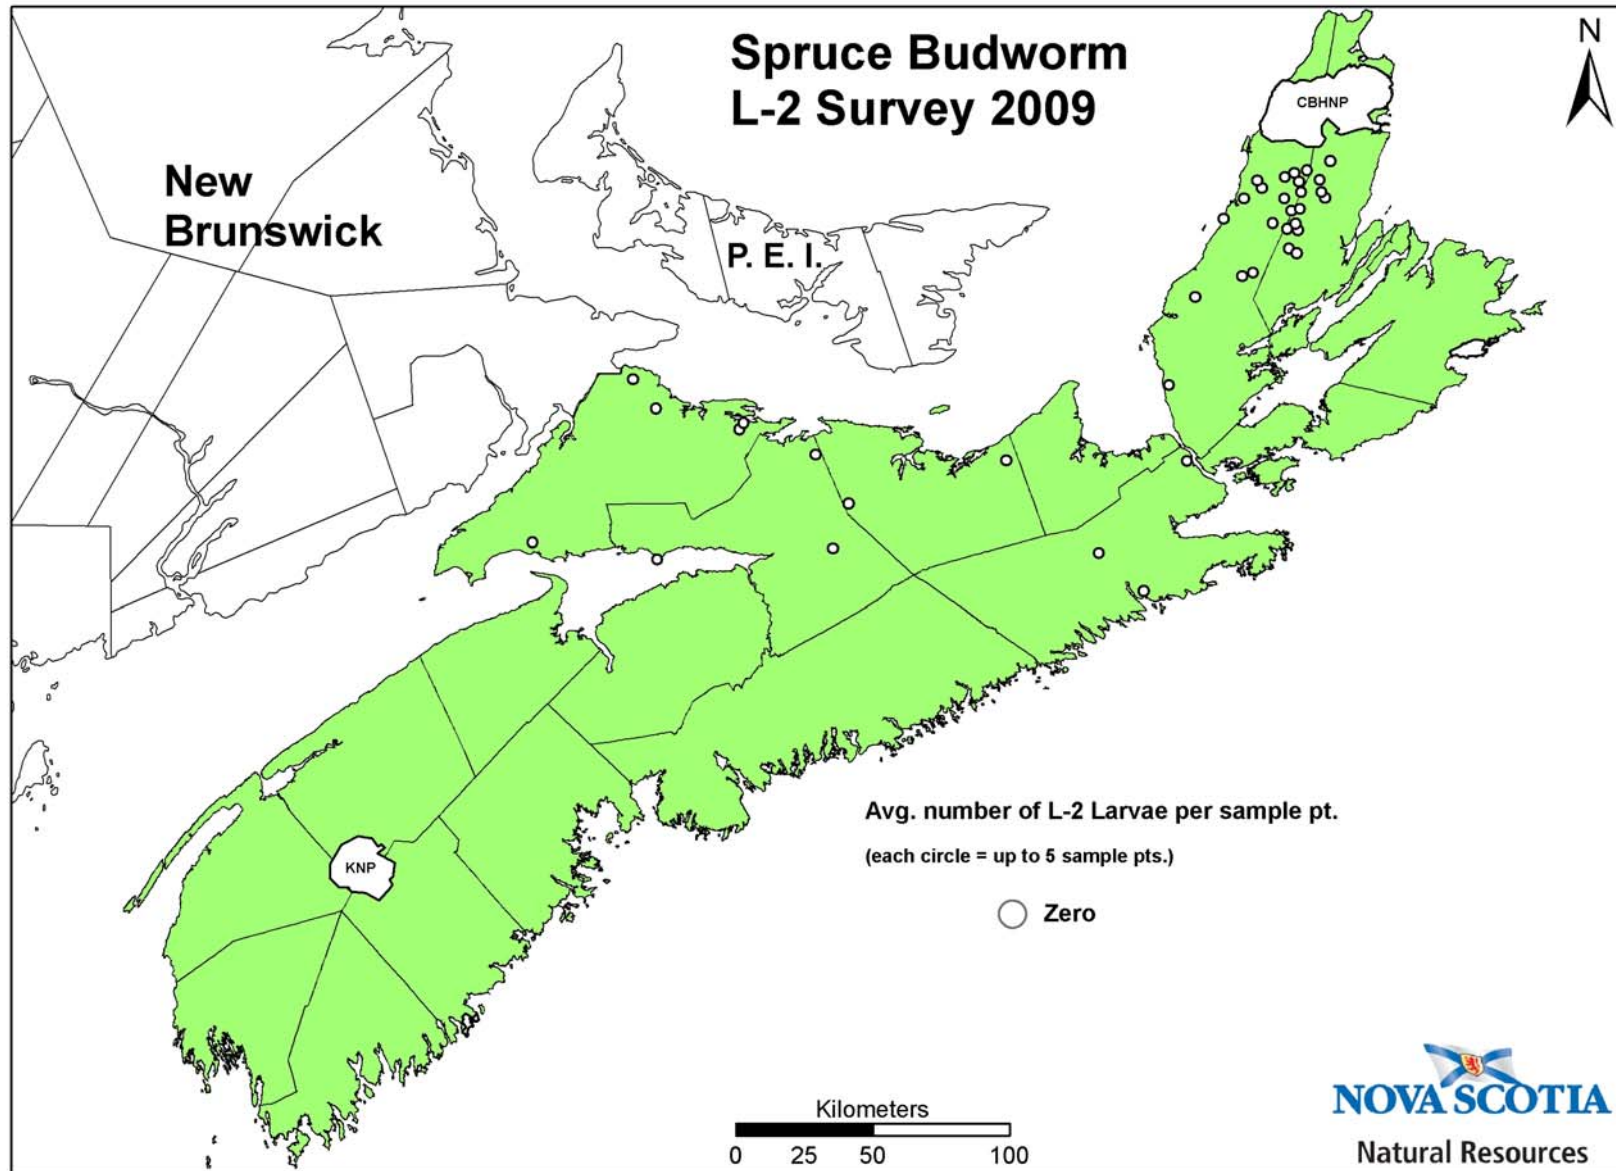 Spruce Budworm
L-2 Survey 2009
N
CBHNP
New
Brunswick
P. E. I.
KNP
Avg. number of L-2 Larvae per sample pt.
(each circle = up to 5 sample pts.)
Zero
Kilometers
0 25 50 100
NOVA SCOTIA
Natural Resources